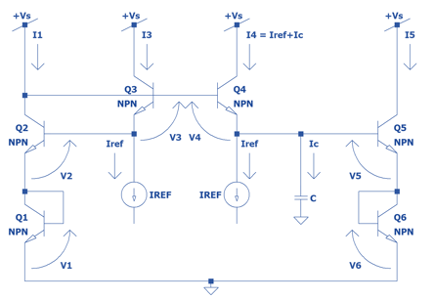 +Vs +Vs +Vs +Vs
I1 I3 I4 = Iref+Ic I5
Q3 Q4
NPN NPN
Q2 V3 V4 Q5
NPN Iref Iref Ic NPN
V2 V5
IREF IREF C
Q1 Q6
NPN NPN
V1 V6